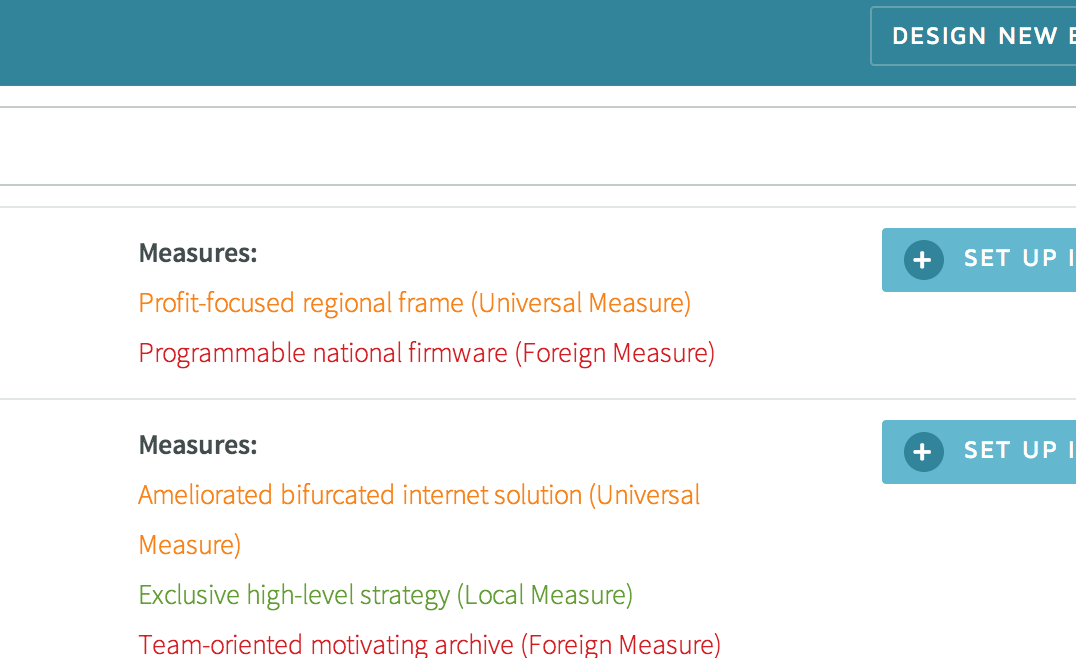 DESIGN NEW
Measures:
SET UP
Profit-focused regional frame (Universal Measure)
Programmable national firmware (Foreign Measure)
Measures:
SET UP
Ameliorated bifurcated internet solution (Universal
Measure)
Exclusive high-level strategy (Local Measure)
Team-oriented motivating archive (Foreign Measure)